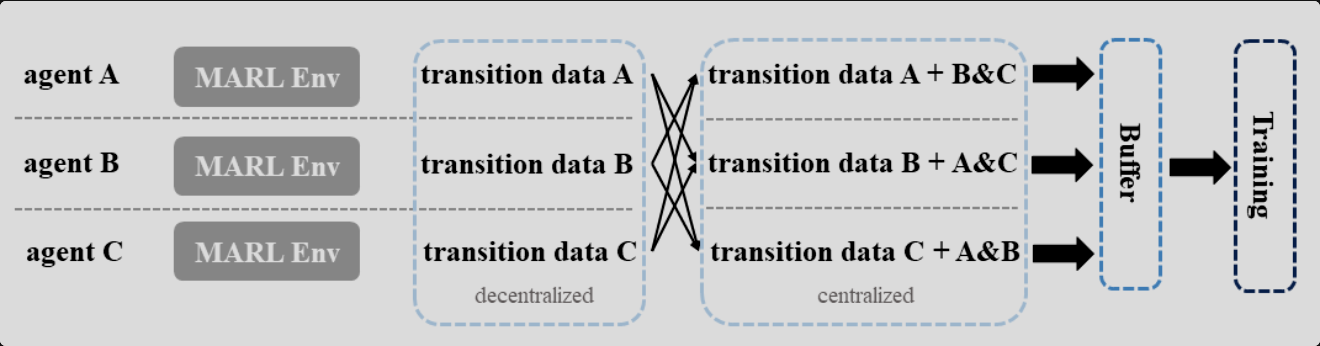 agent A MARL Env transition data A transition data A + B&C
agent B MARL Env transition data B transition data B + A&C
agent C MARL Env transition data C transition data C + A&B
decentralized centralized
Buffer
Training